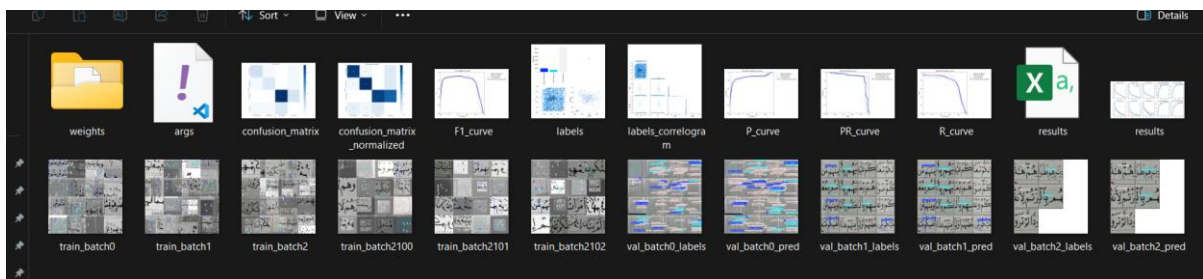 Sort
View
Details
weights
args
confusion_matrix
confusion_matrix
_normalized
F1_curve
labels
labels_correlogra
m
P_curve
PR_curve
R_curve
results
results
train_batch0
train_batch1
train_batch2
train_batch2100
train_batch2101
train_batch2102
val_batch0_labels
val_batch0_pred
val_batch1_labels
val_batch1_pred
val_batch2_labels
val_batch2_pred